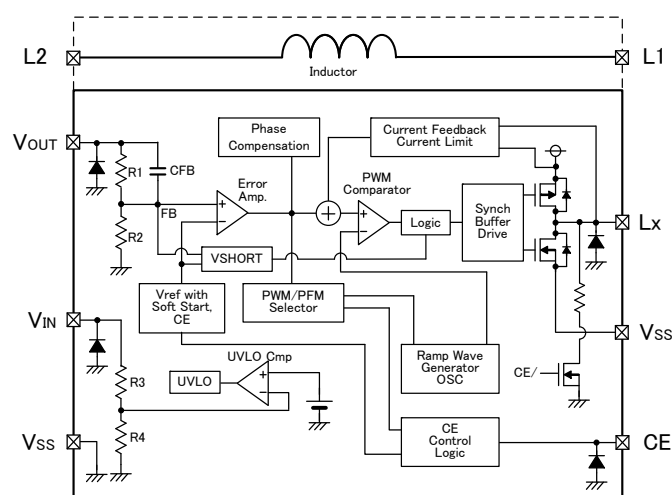 L2
L1
Inductor
VOUT
R1
CFB
R2
FB
Phase
Compensation
Error
Amp.
+
−
Current Feedback
Current Limit
+
PWM
Comparator
+
−
Logic
Synch
Buffer
Drive
Lx
VSHORT
Vref with
Soft Start,
CE
PWM/PFM
Selector
VIN
R3
R4
UVLO
UVLO Cmp
+
−
Ramp Wave
Generator
OSC
CE/
VSS
VSS
CE
Control
Logic
CE